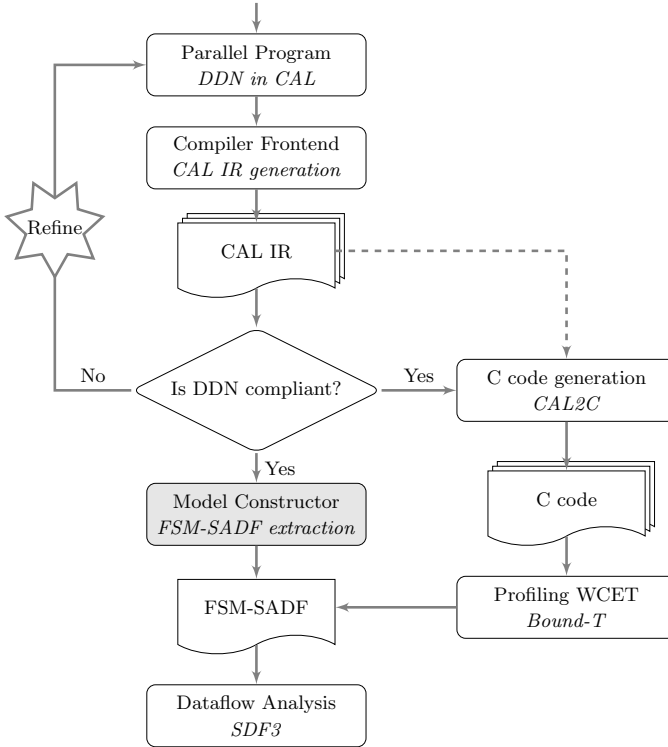 Parallel Program
DDN in CAL
Compiler Frontend
CAL IR generation
Refine
CAL IR
No
Is DDN compliant?
Yes
C code generation
CAL2C
Yes
Model Constructor
FSM-SADF extraction
C code
FSM-SADF
Profiling WCET
Bound-T
Dataflow Analysis
SDF3